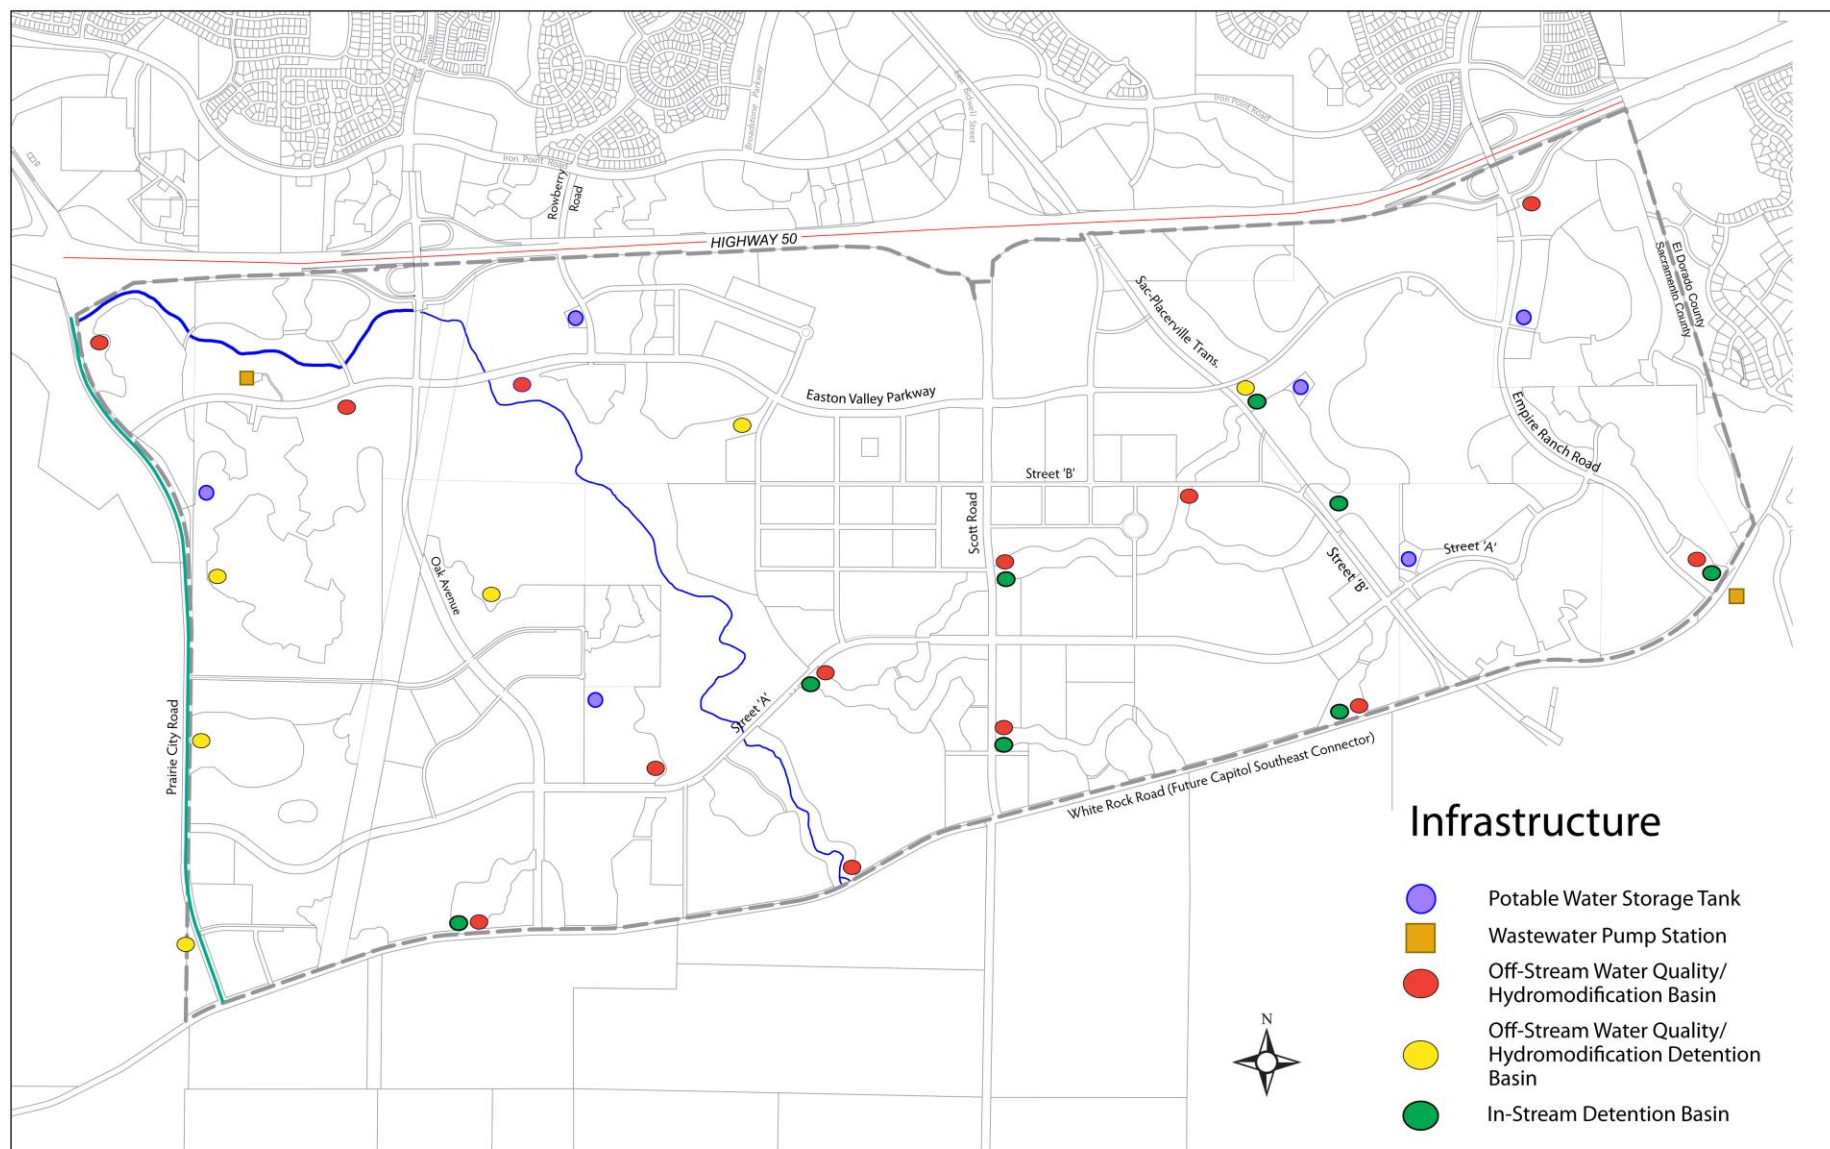 Iron Point Road
Broadstone Parkway
East Bidwell Street
Iron Point Road
Rowberry
Road
HIGHWAY 50
El Dorado County
Sacramento County
Sac-Placerville Trans.
Easton Valley Parkway
Empire Ranch Road
Street 'B'
Scott Road
Street 'A'
Street 'B'
Oak Avenue
Prairie City Road
Street 'A'
White Rock Road (Future Capitol Southeast Connector)
Infrastructure
Potable Water Storage Tank
Wastewater Pump Station
Off-Stream Water Quality/
Hydromodification Basin
Off-Stream Water Quality/
Hydromodification Detention
Basin
In-Stream Detention Basin
N